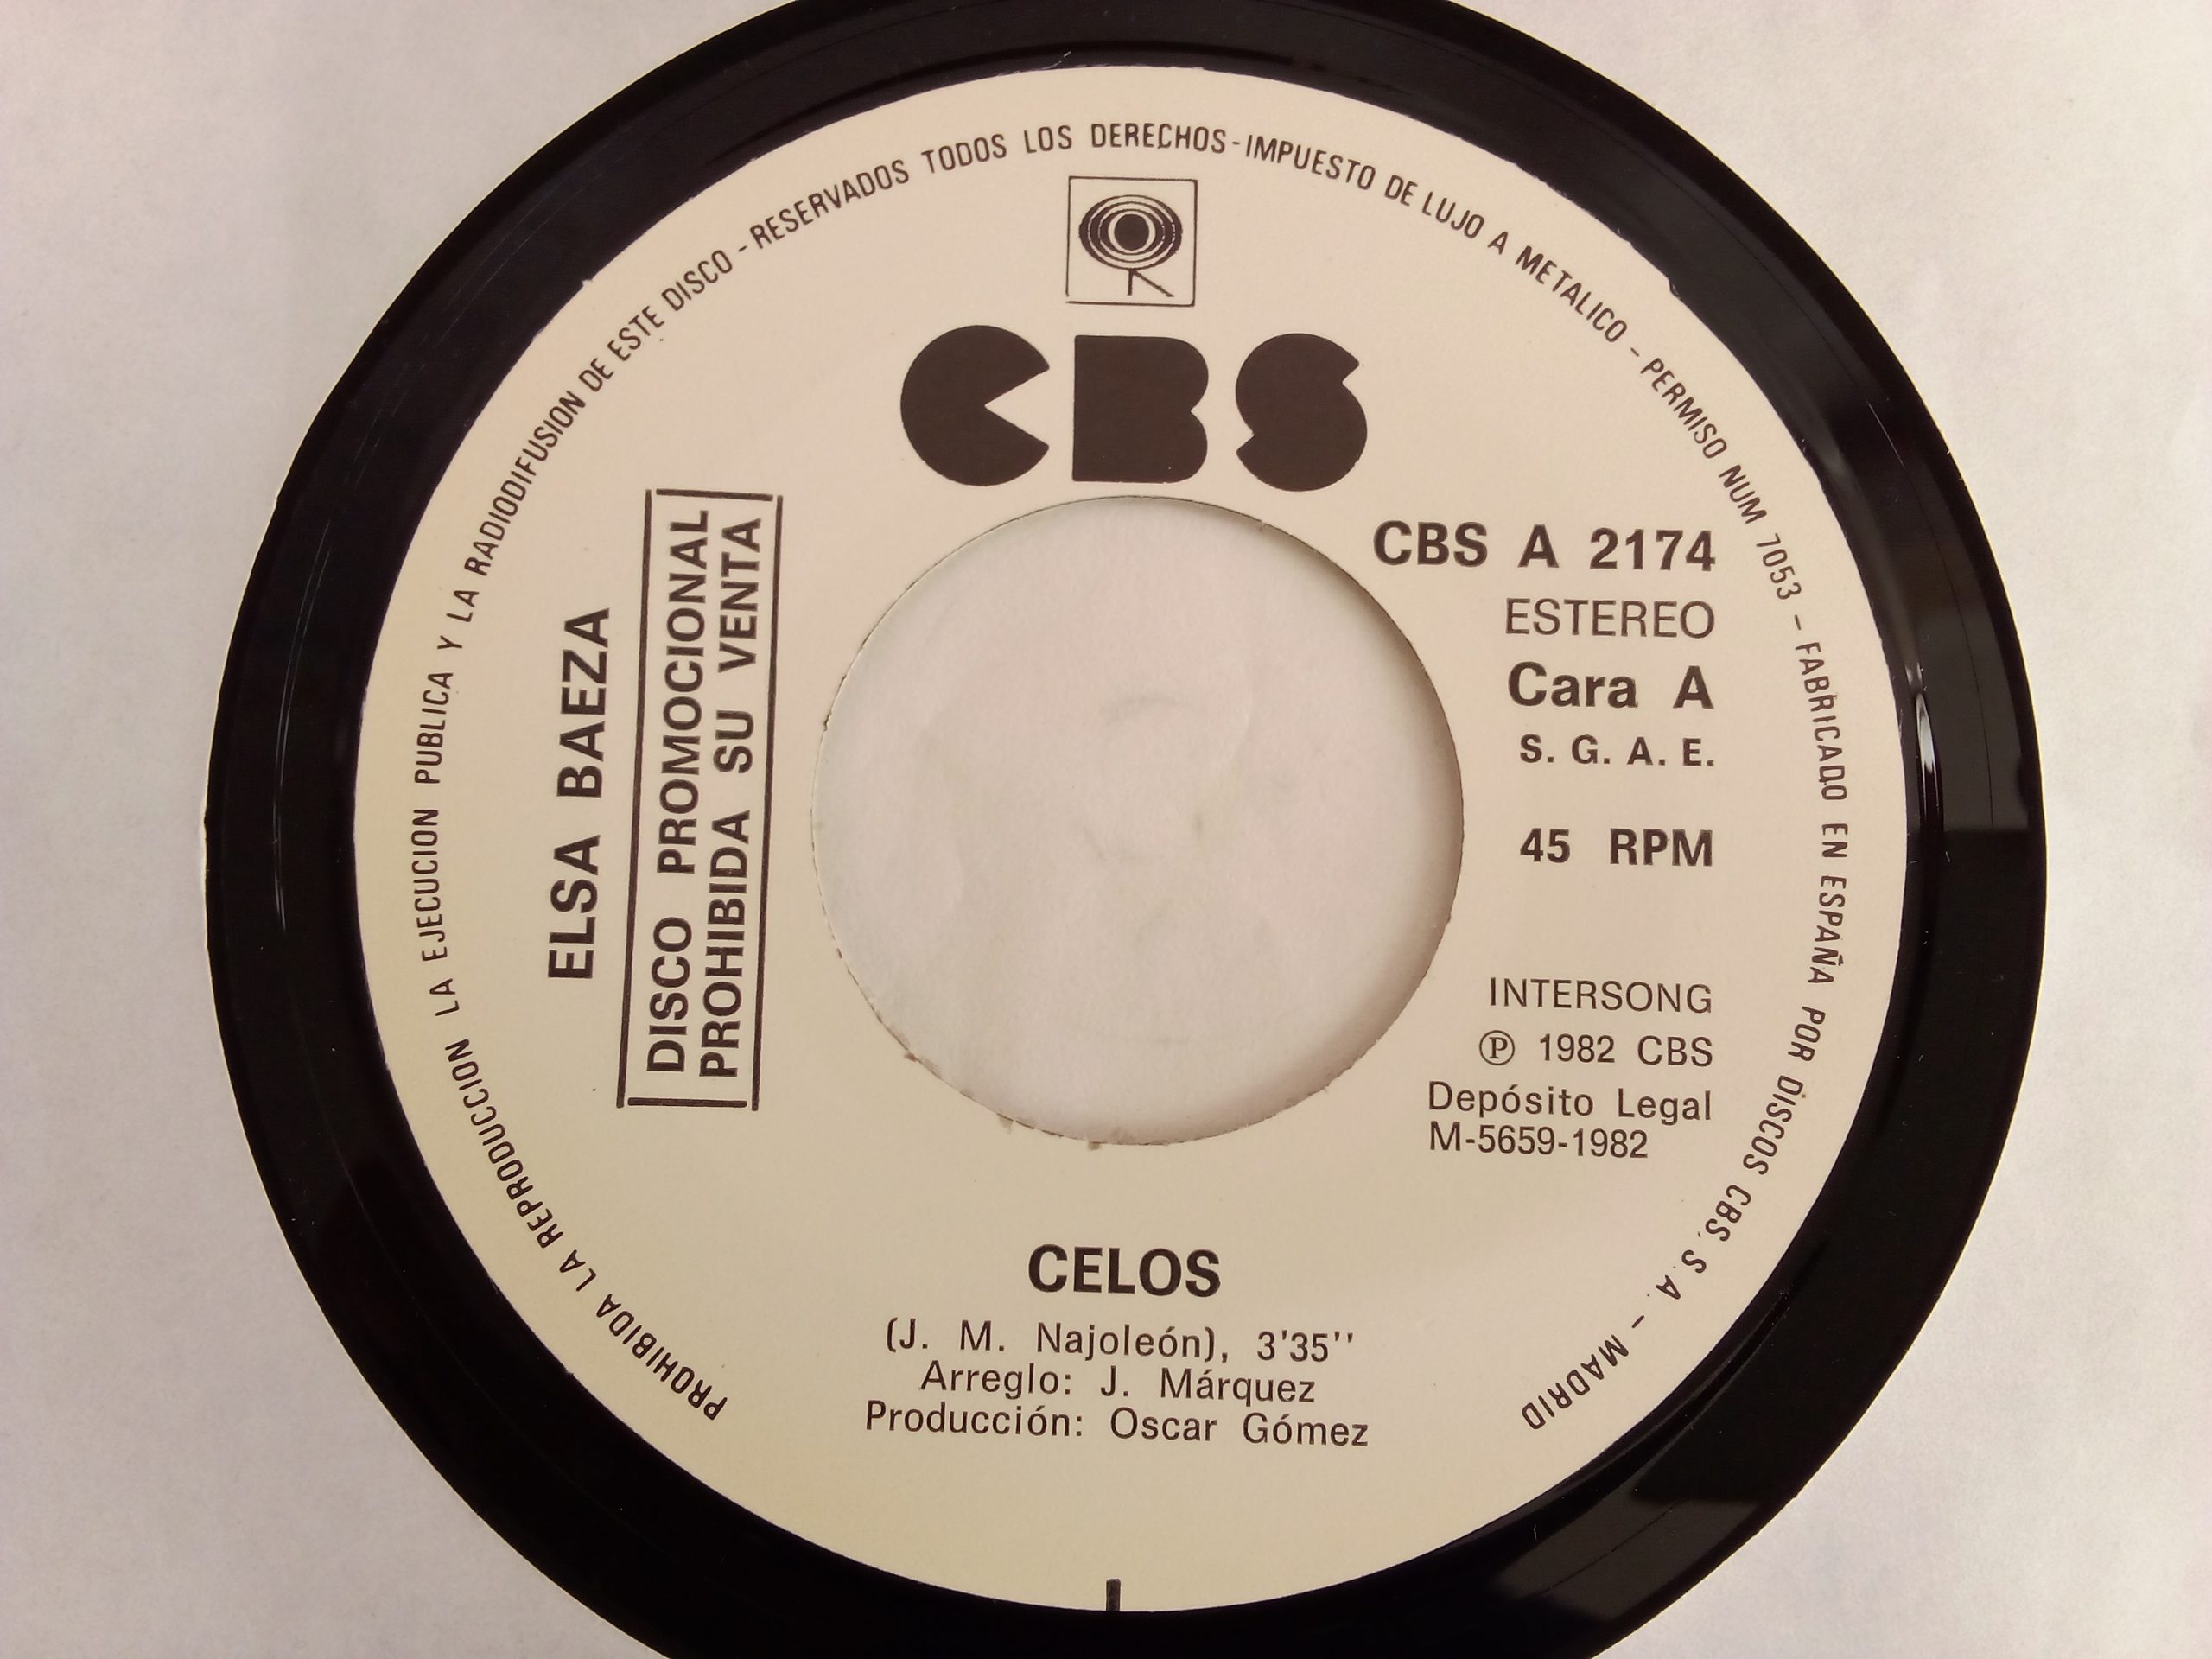 PROHIBIDA LA REPRODUCCION LA EJECUCION PUBLICA Y LA RADIODIFUSION DE ESTE DISCO - RESERVADOS TODOS LOS DERECHOS - IMPUESTO DE LUJO A METALICO - PERMISO NUM 7053 - FABRICADO EN ESPAÑA POR DISCOS CBS, S. A. - MADRID
CBS
ELSA BAEZA
DISCO PROMOCIONAL
PROHIBIDA SU VENTA
CBS A 2174
ESTEREO
Cara A
S. G. A. E.
45 RPM
INTERSONG
Ⓟ 1982 CBS
Depósito Legal
M-5659-1982
CELOS
(J. M. Najoleón), 3'35''
Arreglo: J. Márquez
Producción: Oscar Gómez